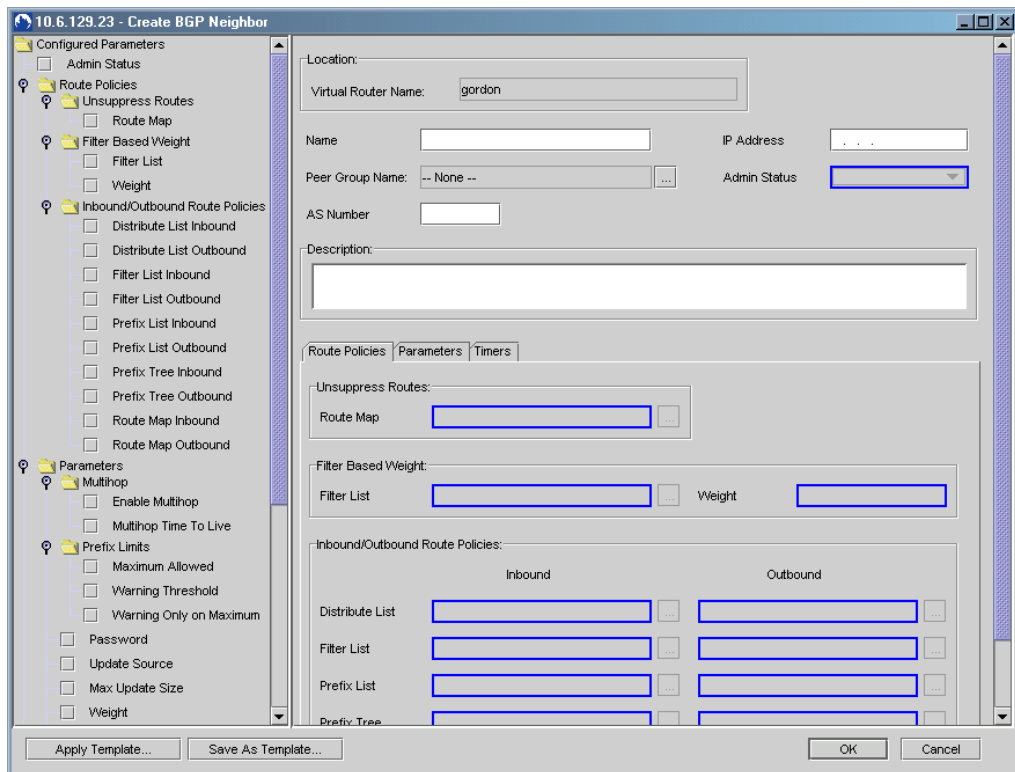 10.6.129.23 - Create BGP Neighbor
Configured Parameters
Admin Status
Route Policies
Unsuppress Routes
Route Map
Filter Based Weight
Filter List
Weight
Inbound/Outbound Route Policies
Distribute List Inbound
Distribute List Outbound
Filter List Inbound
Filter List Outbound
Prefix List Inbound
Prefix List Outbound
Prefix Tree Inbound
Prefix Tree Outbound
Route Map Inbound
Route Map Outbound
Parameters
Multihop
Enable Multihop
Multihop Time To Live
Prefix Limits
Maximum Allowed
Warning Threshold
Warning Only on Maximum
Password
Update Source
Max Update Size
Weight
Location:
Virtual Router Name: gordon
Name
IP Address . . .
Peer Group Name: -- None -- ...
Admin Status
AS Number
Description:
Route Policies Parameters Timers
Unsuppress Routes:
Route Map ...
Filter Based Weight:
Filter List ... Weight
Inbound/Outbound Route Policies:
Inbound Outbound
Distribute List ... ...
Filter List ... ...
Prefix List ... ...
Prefix Tree
Apply Template... Save As Template... OK Cancel